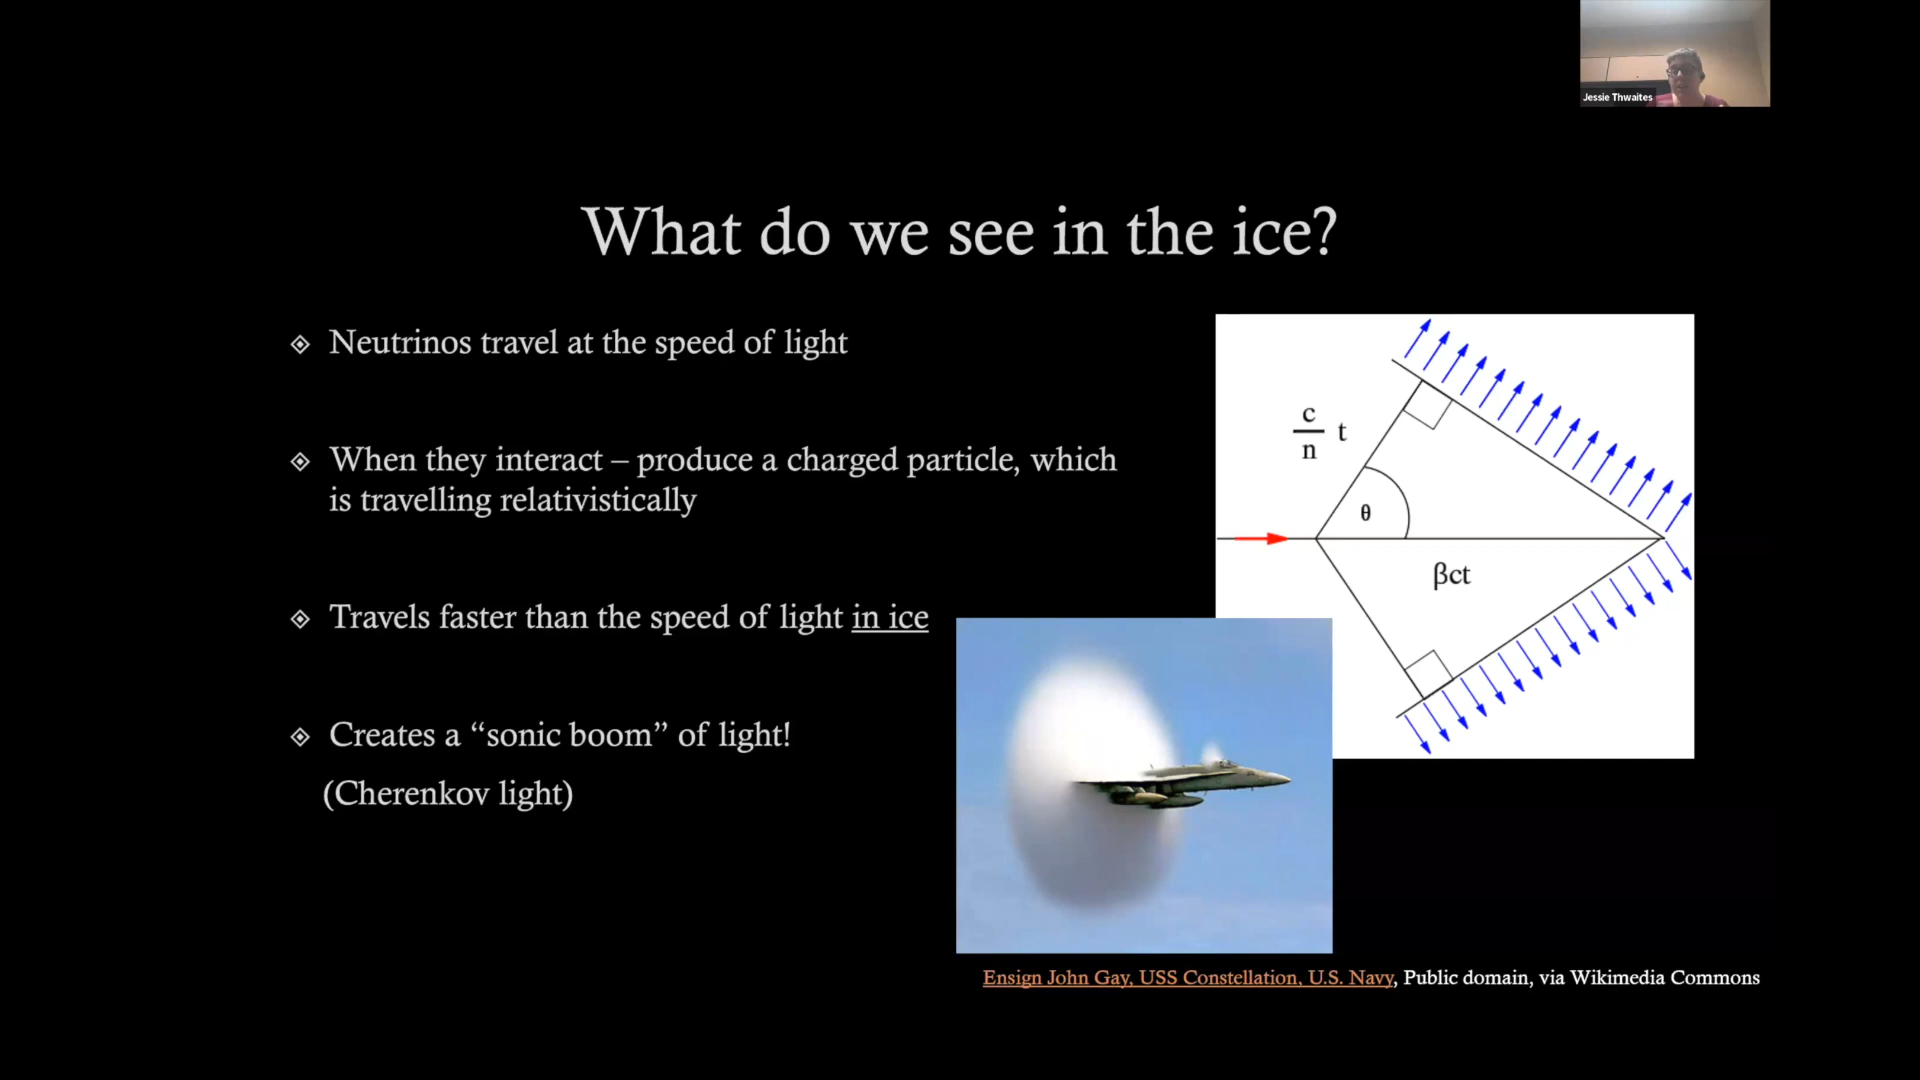 Jessie Thwaites
What do we see in the ice?
Neutrinos travel at the speed of light
When they interact – produce a charged particle, which
is travelling relativistically
Travels faster than the speed of light in ice
Creates a “sonic boom” of light!
(Cherenkov light)
c
n
t
θ
βct
Ensign John Gay, USS Constellation, U.S. Navy, Public domain, via Wikimedia Commons